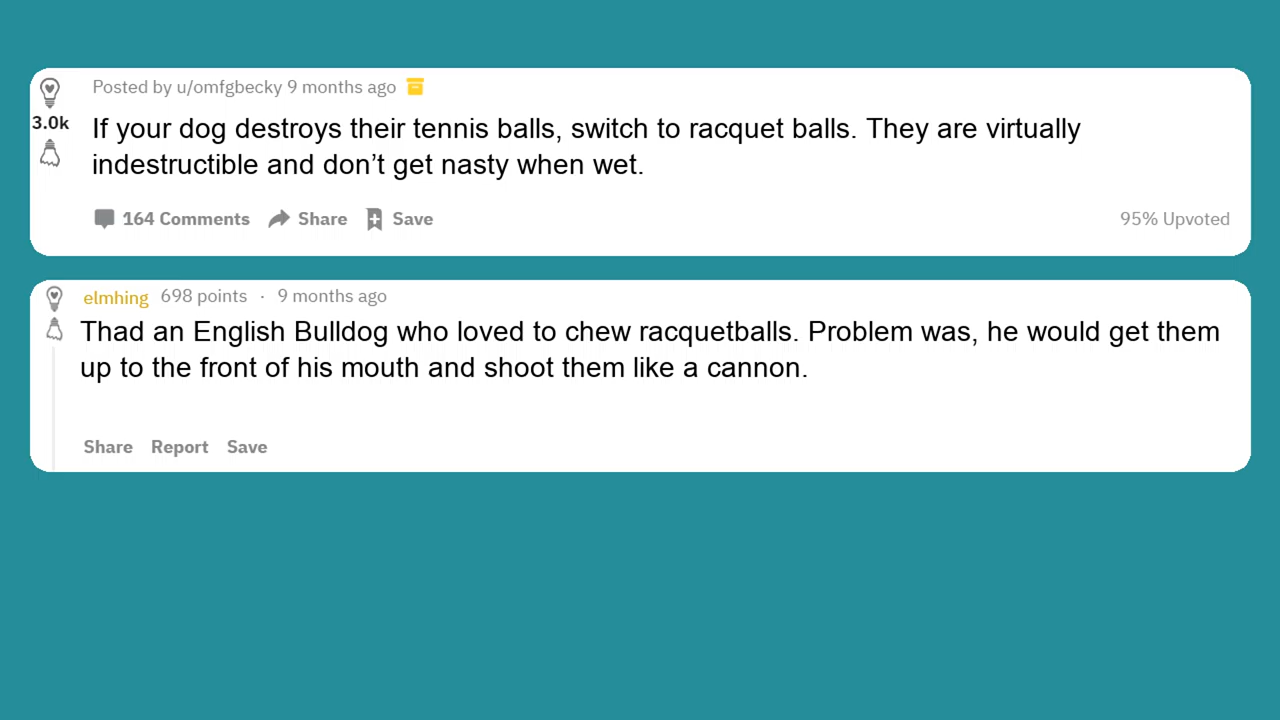 Posted by u/omfgbecky 9 months ago
3.0k
If your dog destroys their tennis balls, switch to racquet balls. They are virtually
indestructible and don’t get nasty when wet.
164 Comments Share Save 95% Upvoted
elmhing 698 points · 9 months ago
Thad an English Bulldog who loved to chew racquetballs. Problem was, he would get them
up to the front of his mouth and shoot them like a cannon.
Share Report Save